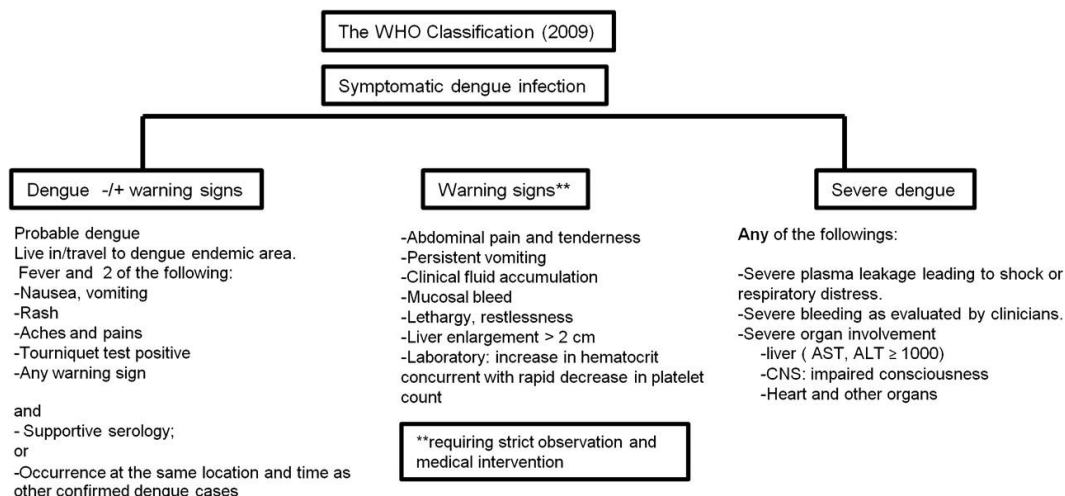 The WHO Classification (2009)
Symptomatic dengue infection
Dengue -/+ warning signs
Probable dengue
Live in/travel to dengue endemic area.
Fever and 2 of the following:
-Nausea, vomiting
-Rash
-Aches and pains
-Tourniquet test positive
-Any warning sign
and
- Supportive serology;
or
-Occurrence at the same location and time as
other confirmed dengue cases
Warning signs**
-Abdominal pain and tenderness
-Persistent vomiting
-Clinical fluid accumulation
-Mucosal bleed
-Lethargy, restlessness
-Liver enlargement > 2 cm
-Laboratory: increase in hematocrit
concurrent with rapid decrease in platelet
count
**requiring strict observation and
medical intervention
Severe dengue
Any of the followings:
-Severe plasma leakage leading to shock or
respiratory distress.
-Severe bleeding as evaluated by clinicians.
-Severe organ involvement
-liver ( AST, ALT ≥ 1000)
-CNS: impaired consciousness
-Heart and other organs